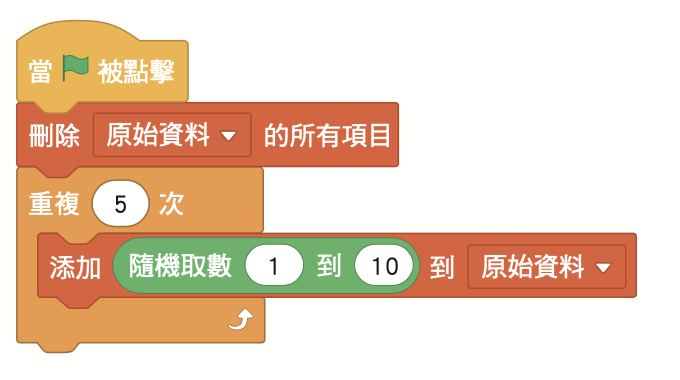 當 被點擊
刪除 原始資料 的所有項目
重複 5 次
添加 隨機取數 1 到 10 到 原始資料